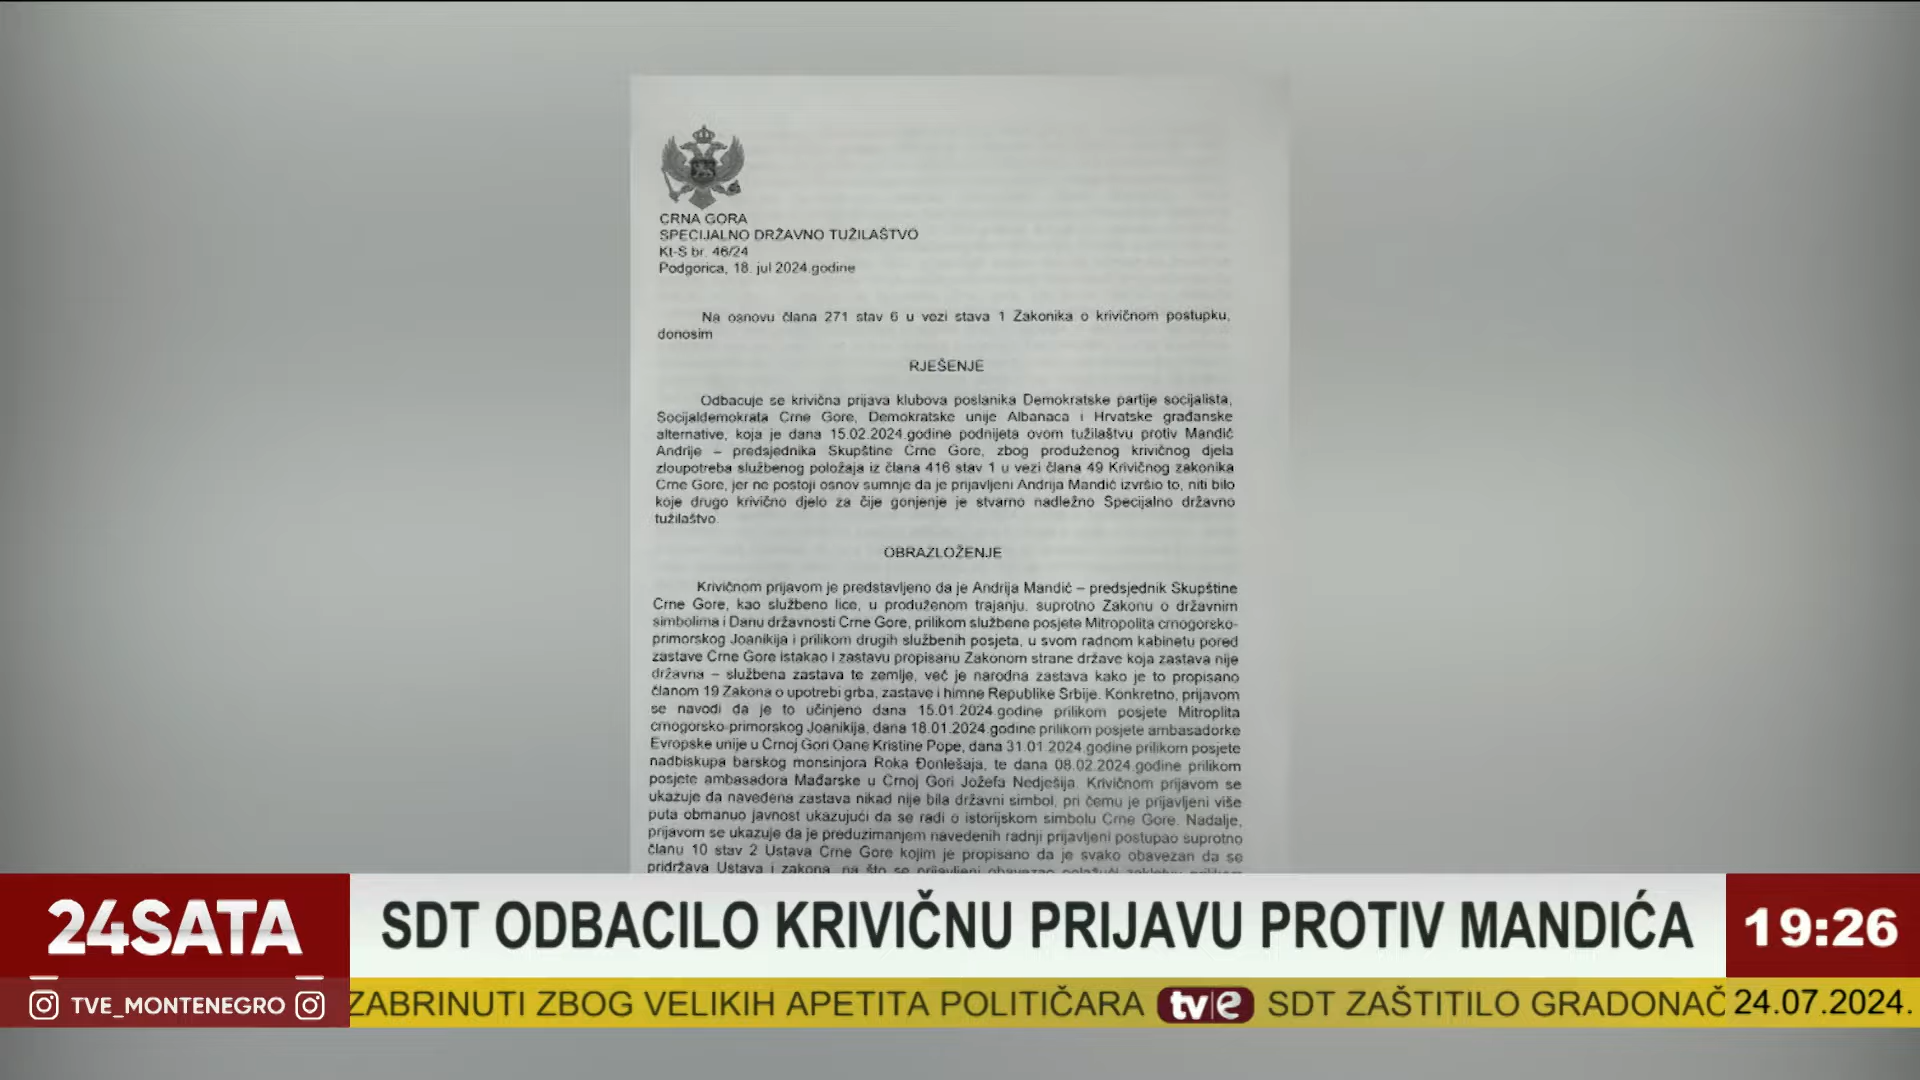 CRNA GORA
SPECIJALNO DRŽAVNO TUŽILAŠTVO
Kt-S br. 46/24
Podgorica, 18. jul 2024.godine
Na osnovu člana 271 stav 6 u vezi stava 1 Zakonika o krivičnom postupku,
donosim
RJEŠENJE
Odbacuje se krivična prijava klubova poslanika Demokratske partije socijalista,
Socijaldemokrata Crne Gore, Demokratske unije Albanaca i Hrvatske građanske
alternative, koja je dana 15.02.2024.godine podnijeta ovom tužilaštvu protiv Mandić
Andrije – predsjednika Skupštine Crne Gore, zbog produženog krivičnog djela
zloupotreba službenog položaja iz člana 416 stav 1 u vezi člana 49 Krivičnog zakonika
Crne Gore, jer ne postoji osnov sumnje da je prijavljeni Andrija Mandić izvršio to, niti bilo
koje drugo krivično djelo za čije gonjenje je stvarno nadležno Specijalno državno
tužilaštvo.
OBRAZLOŽENJE
Krivičnom prijavom je predstavljeno da je Andrija Mandić – predsjednik Skupštine
Crne Gore, kao službeno lice, u produženom trajanju, suprotno Zakonu o državnim
simbolima i Danu državnosti Crne Gore, prilikom službene posjete Mitropolita crnogorsko-
primorskog Joanikija i prilikom drugih službenih posjeta, u svom radnom kabinetu pored
zastave Crne Gore istakao i zastavu propisanu Zakonom strane države koja zastava nije
državna – službena zastava te zemlje, već je narodna zastava kako je to propisano
članom 19 Zakona o upotrebi grba, zastave i himne Republike Srbije. Konkretno, prijavom
se navodi da je to učinjeno dana 15.01.2024.godine prilikom posjete Mitroplita
crnogorsko-primorskog Joanikija, dana 18.01.2024.godine prilikom posjete ambasadorke
Evropske unije u Crnoj Gori Oane Kristine Pope, dana 31.01.2024.godine prilikom posjete
nadbiskupa barskog monsinjora Roka Đonlešaja, te dana 08.02.2024.godine prilikom
posjete ambasadora Mađarske u Crnoj Gori Jožefa Nedješija. Krivičnom prijavom se
ukazuje da navedena zastava nikad nije bila državni simbol, pri čemu je prijavljeni više
puta obmanuo javnost ukazujući da se radi o istorijskom simbolu Crne Gore. Nadalje,
prijavom se ukazuje da je preduzimanjem navedenih radnji prijavljeni postupao suprotno
članu 10 stav 2 Ustava Crne Gore kojim je propisano da je svako obavezan da se
pridržava Ustava i zakona, na što se prijavljeni obavezao polažući zakletvu prilikom
24SATA
SDT ODBACILO KRIVIČNU PRIJAVU PROTIV MANDIĆA
19:26
TVE_MONTENEGRO
ZABRINUTI ZBOG VELIKIH APETITA POLITIČARA tv|e SDT ZAŠTITILO GRADONAČ
24.07.2024.